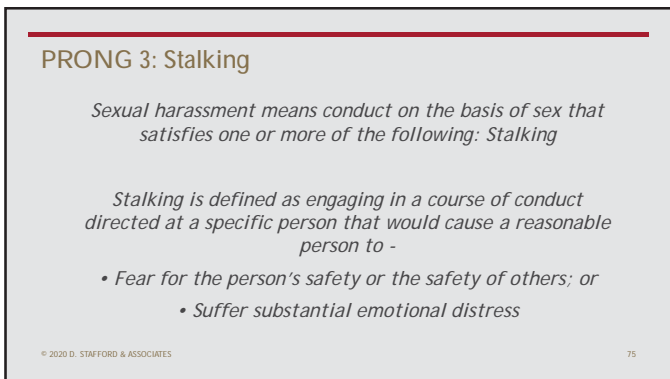 PRONG 3: Stalking
Sexual harassment means conduct on the basis of sex that
satisfies one or more of the following: Stalking
Stalking is defined as engaging in a course of conduct
directed at a specific person that would cause a reasonable
person to -
• Fear for the person's safety or the safety of others; or
• Suffer substantial emotional distress
© 2020 D. STAFFORD & ASSOCIATES
75